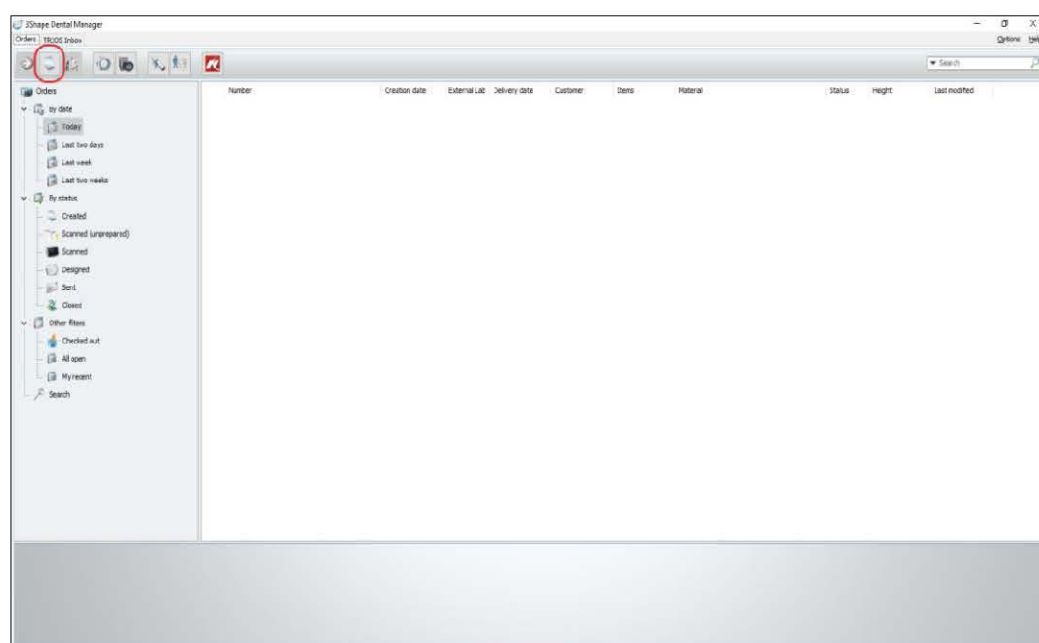 3Shape Dental Manager
Orders TRIOS Inbox Options Help
Search
Orders
Number Creation date External Lab Delivery date Customer Items Material Status Height Last modified
By date
Today
Last two days
Last week
Last two weeks
By status
Created
Scanned (unprepared)
Scanned
Designed
Sent
Closed
Other filters
Checked out
All open
My recent
Search